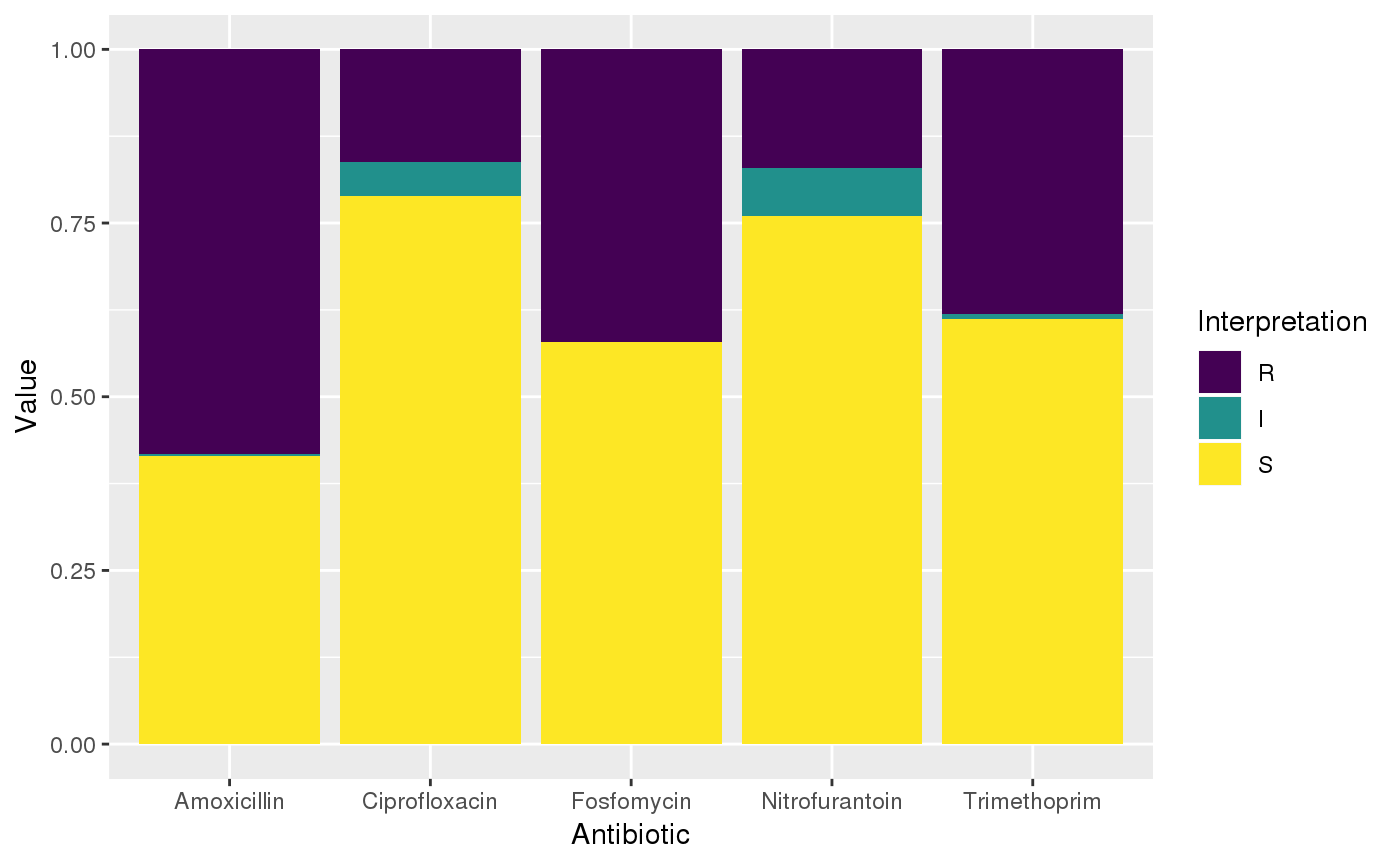 1.00
0.75
0.50
0.25
0.00
Value
Amoxicillin Ciprofloxacin Fosfomycin Nitrofurantoin Trimethoprim
Antibiotic
Interpretation
R
I
S